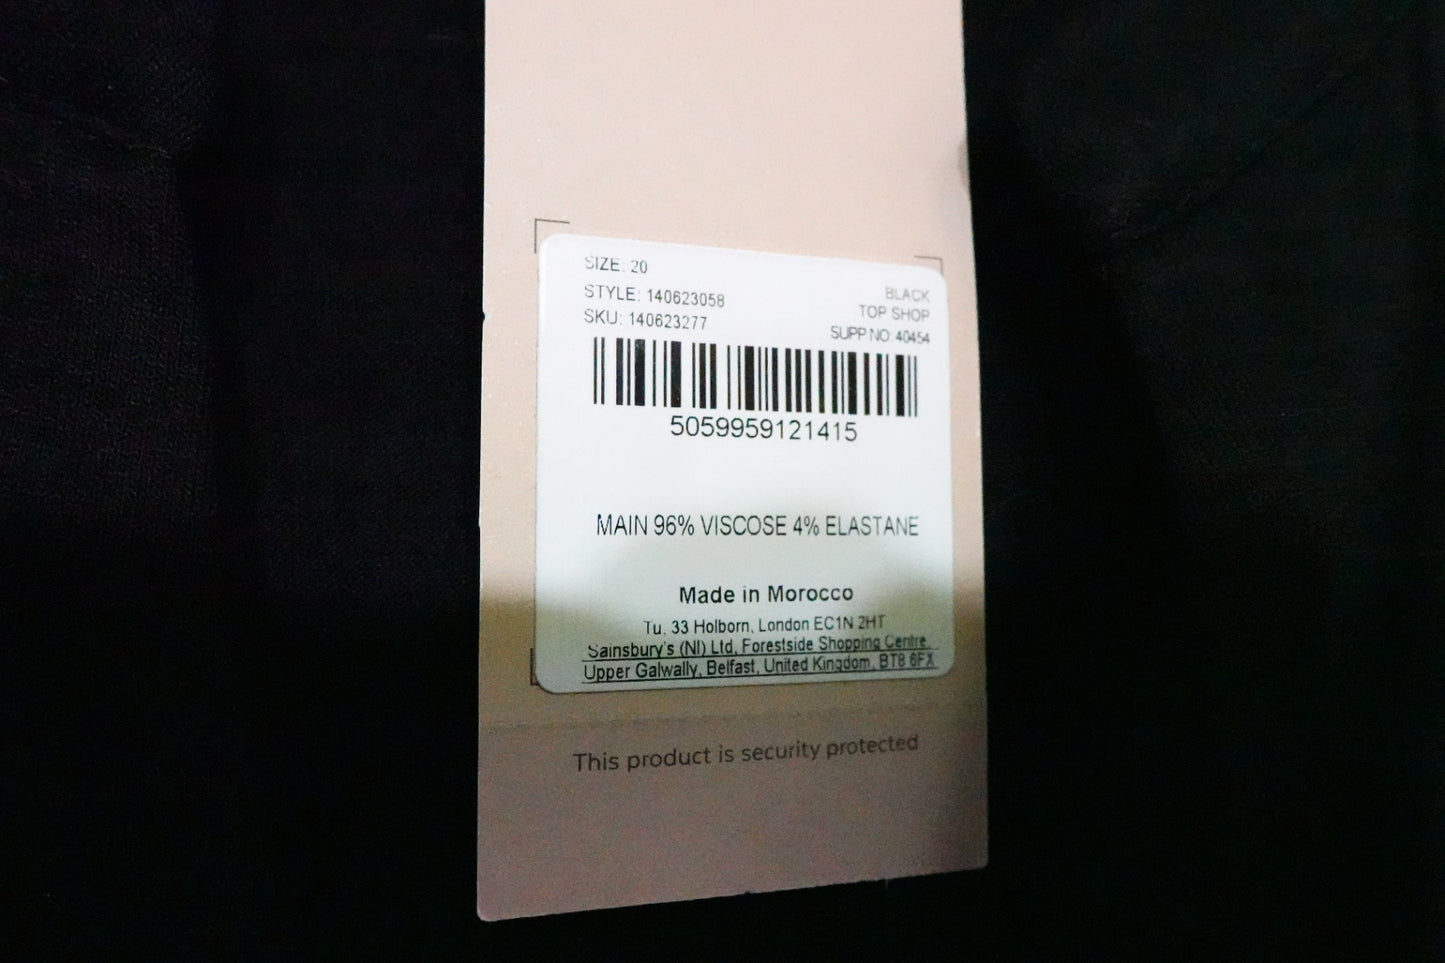 SIZE: 20
STYLE: 140623058
SKU: 140623277
BLACK
TOP SHOP
SUPP NO: 40454
5059959121415
MAIN 96% VISCOSE 4% ELASTANE
Made in Morocco
Tu, 33 Holborn, London EC1N 2HT
Sainsbury's (NI) Ltd, Forestside Shopping Centre,
Upper Galwally, Belfast, United Kingdom, BT8 6FX
This product is security protected